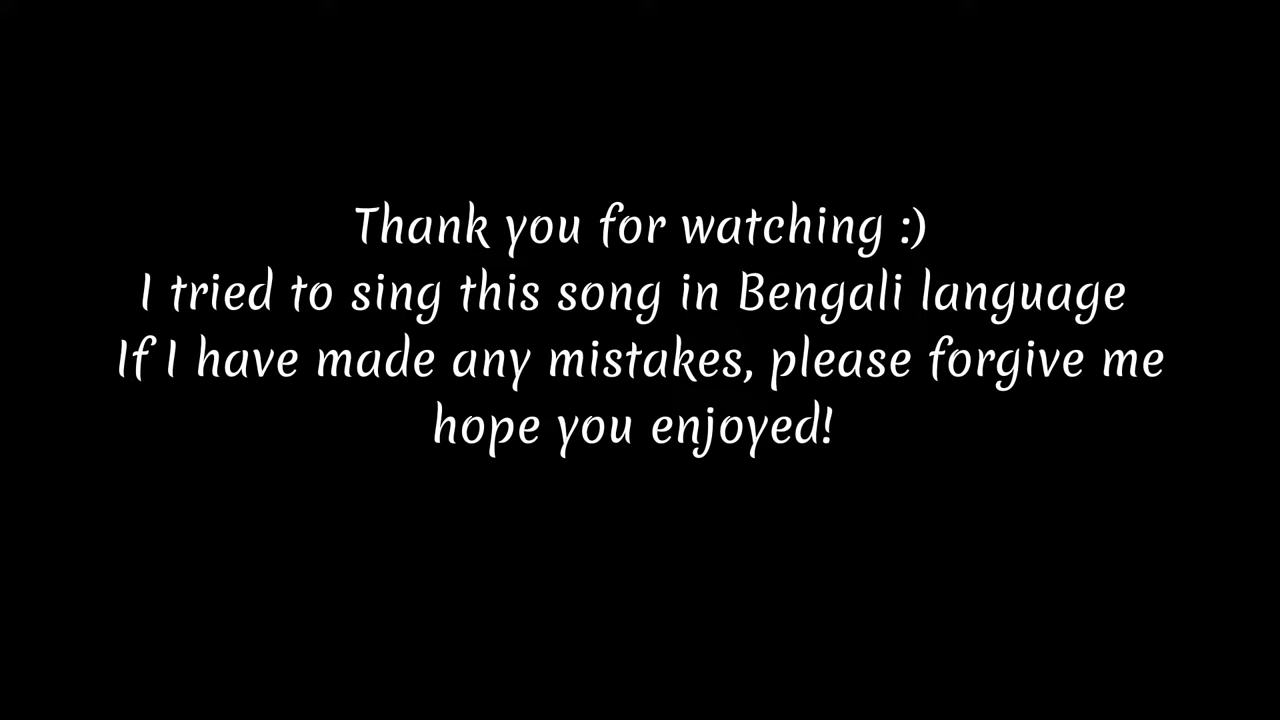 Thank you for watching :)
I tried to sing this song in Bengali language
If I have made any mistakes, please forgive me
hope you enjoyed!